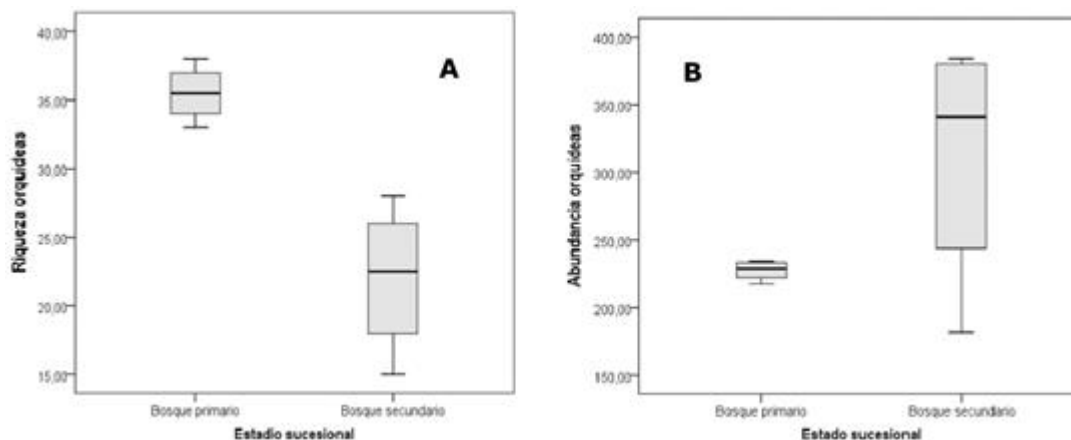 A
40,00
35,00
30,00
25,00
20,00
15,00
Riqueza orquídeas
Bosque primario
Bosque secundario
Estadio sucesional
B
400,00
350,00
300,00
250,00
200,00
150,00
Abundancia orquídeas
Bosque primario
Bosque secundario
Estadio sucesional